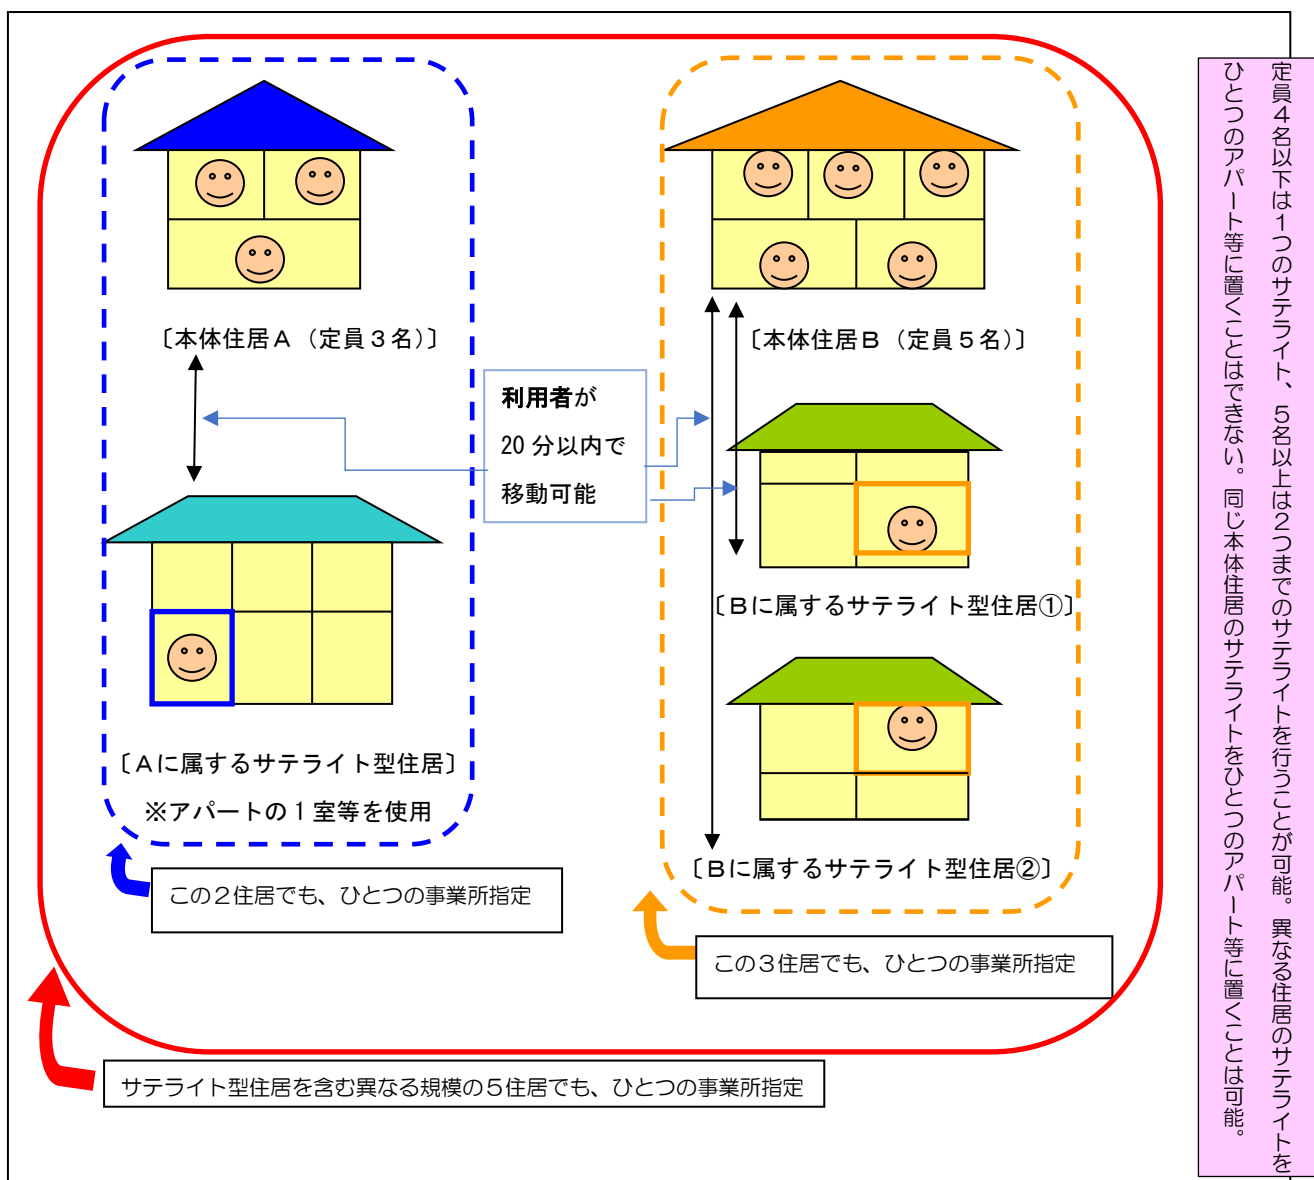 〔本体住居Ａ（定員３名）〕
〔本体住居Ｂ（定員５名）〕
利用者が
20 分以内で
移動可能
〔Ｂに属するサテライト型住居①〕
〔Ａに属するサテライト型住居〕
※アパートの１室等を使用
〔Ｂに属するサテライト型住居②〕
この２住居でも、ひとつの事業所指定
この３住居でも、ひとつの事業所指定
サテライト型住居を含む異なる規模の５住居でも、ひとつの事業所指定
定員４名以下は１つのサテライト、５名以上は２つまでのサテライトを行うことが可能。異なる住居のサテライトを
ひとつのアパート等に置くことはできない。同じ本体住居のサテライトをひとつのアパート等に置くことは可能。